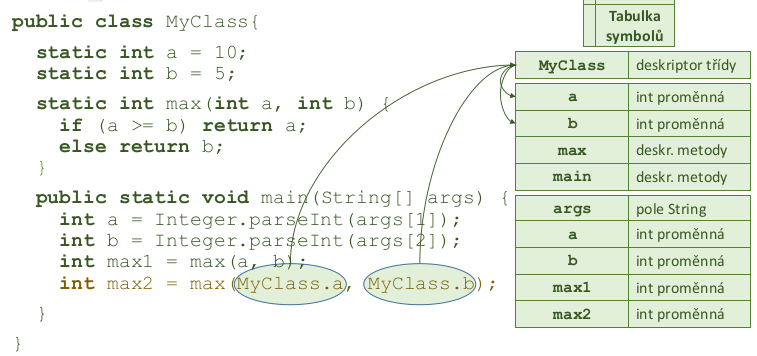 public class MyClass{
static int a = 10;
static int b = 5;
static int max(int a, int b) {
if (a >= b) return a;
else return b;
}
public static void main(String[] args) {
int a = Integer.parseInt(args[1]);
int b = Integer.parseInt(args[2]);
int max1 = max(a, b);
int max2 = max(MyClass.a, MyClass.b);
}
}
Tabulka
symbolů
MyClass deskriptor třídy
a int proměnná
b int proměnná
max deskr. metody
main deskr. metody
args pole String
a int proměnná
b int proměnná
max1 int proměnná
max2 int proměnná